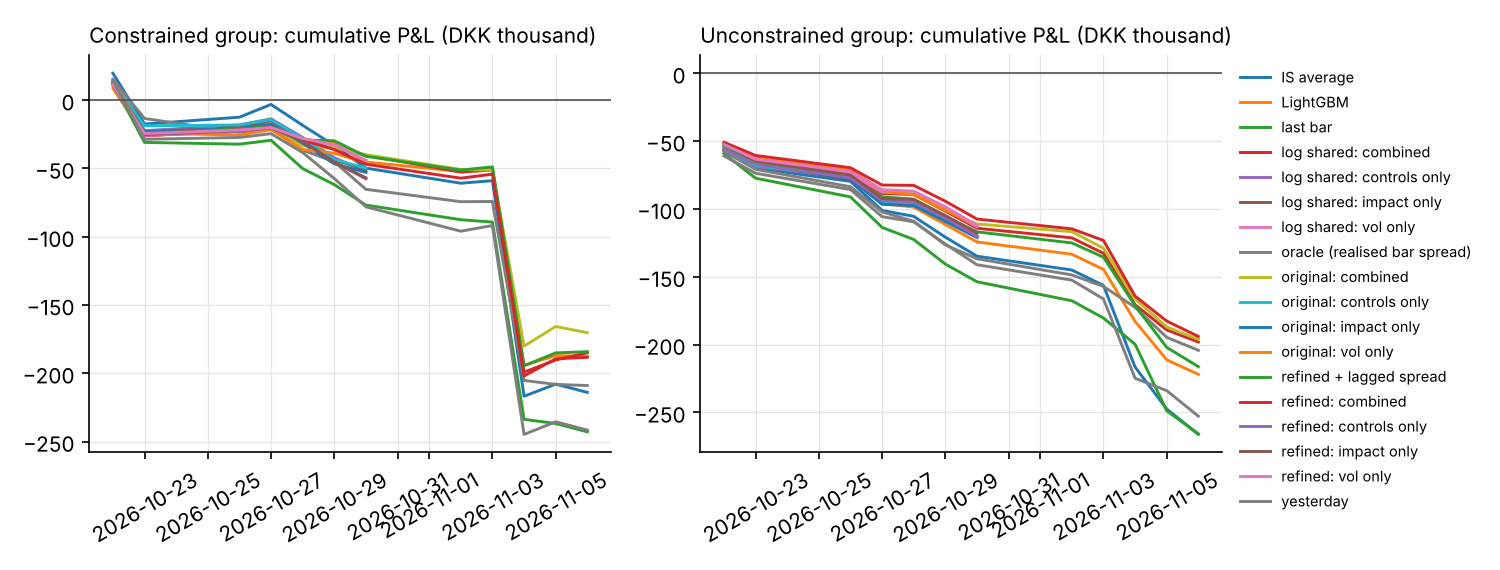 Constrained group: cumulative P&L (DKK thousand)
0
−50
−100
−150
−200
−250
2026-10-23
2026-10-25
2026-10-27
2026-10-29
2026-10-31
2026-11-01
2026-11-03
2026-11-05
Unconstrained group: cumulative P&L (DKK thousand)
0
−50
−100
−150
−200
−250
2026-10-23
2026-10-25
2026-10-27
2026-10-29
2026-10-31
2026-11-01
2026-11-03
2026-11-05
IS average
LightGBM
last bar
log shared: combined
log shared: controls only
log shared: impact only
log shared: vol only
oracle (realised bar spread)
original: combined
original: controls only
original: impact only
original: vol only
refined + lagged spread
refined: combined
refined: controls only
refined: impact only
refined: vol only
yesterday